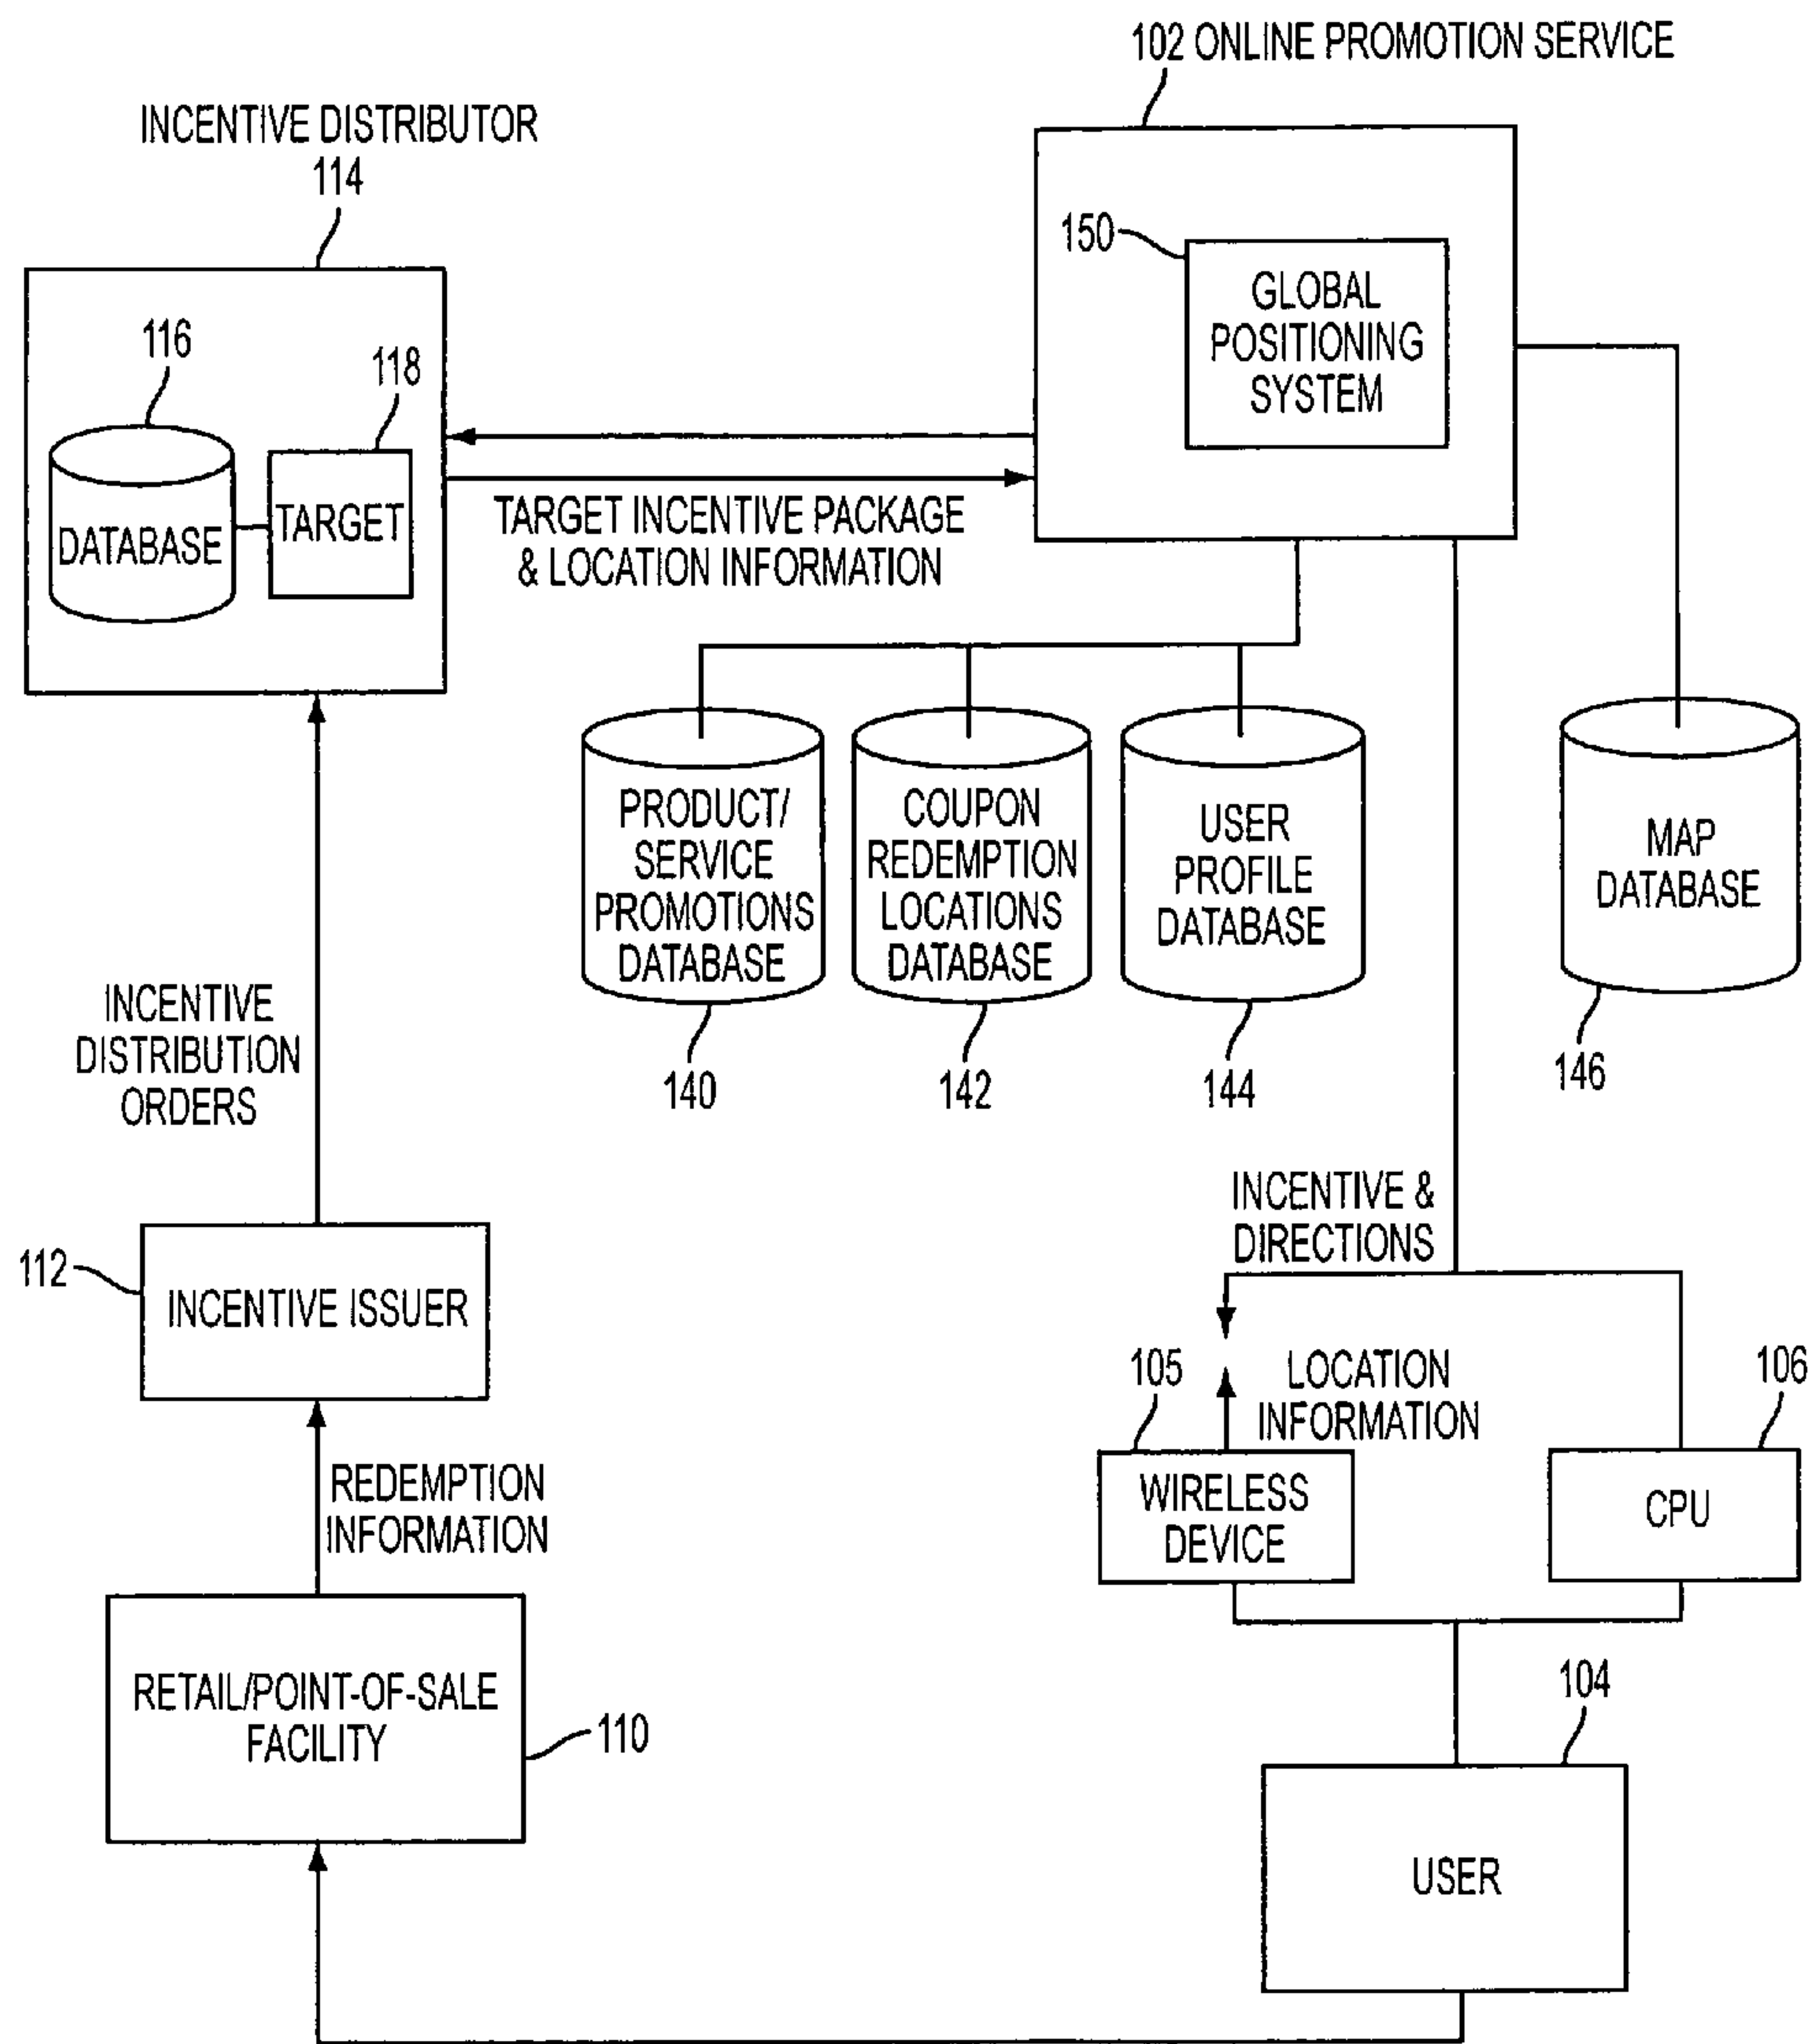 102 ONLINE PROMOTION SERVICE
INCENTIVE DISTRIBUTOR
114
150
GLOBAL
POSITIONING
SYSTEM
116
118
DATABASE
TARGET
TARGET INCENTIVE PACKAGE
& LOCATION INFORMATION
PRODUCT/
SERVICE
PROMOTIONS
DATABASE
COUPON
REDEMPTION
LOCATIONS
DATABASE
USER
PROFILE
DATABASE
MAP
DATABASE
140
142
144
146
INCENTIVE
DISTRIBUTION
ORDERS
INCENTIVE &
DIRECTIONS
112
INCENTIVE ISSUER
105
LOCATION
INFORMATION
106
WIRELESS
DEVICE
CPU
REDEMPTION
INFORMATION
RETAIL/POINT-OF-SALE
FACILITY
110
104
USER